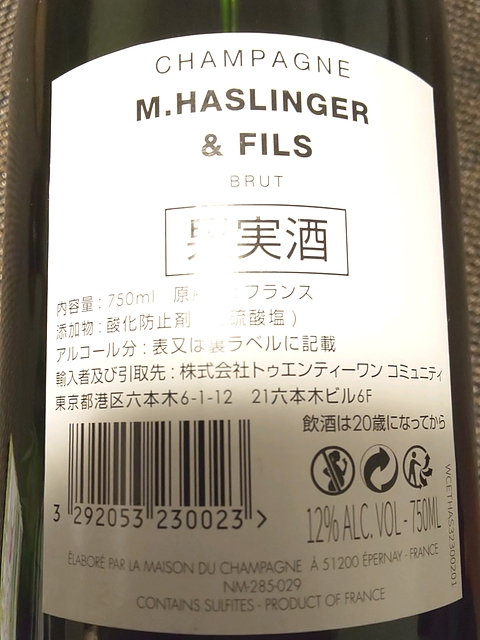 CHAMPAGNE
M.HASLINGER
& FILS
BRUT
果実酒
内容量：750ml 原 ：フランス
添加物：酸化防止剤 硫酸塩)
アルコール分：表又は裏ラベルに記載
輸入者及び引取先：株式会社トゥエンティーワン コミュニティ
東京都港区六本木6-1-12 21六本木ビル6F
飲酒は20歳になってから
3 292053 230023 >
12% ALC. VOL - 750ML
WCETHAS32300201
ÉLABORÉ PAR LA MAISON DU CHAMPAGNE À 51200 ÉPERNAY - FRANCE
NM-285-029
CONTAINS SULFITES - PRODUCT OF FRANCE